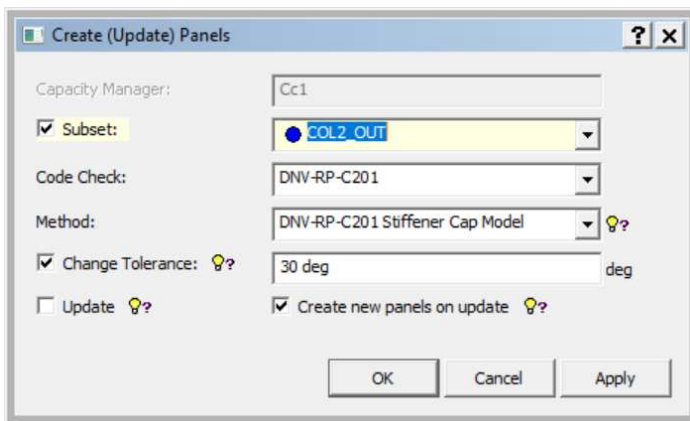 Create (Update) Panels
Capacity Manager: Cc1
Subset: COL2_OUT
Code Check: DNV-RP-C201
Method: DNV-RP-C201 Stiffener Cap Model
Change Tolerance: 30 deg deg
Update Create new panels on update
OK Cancel Apply